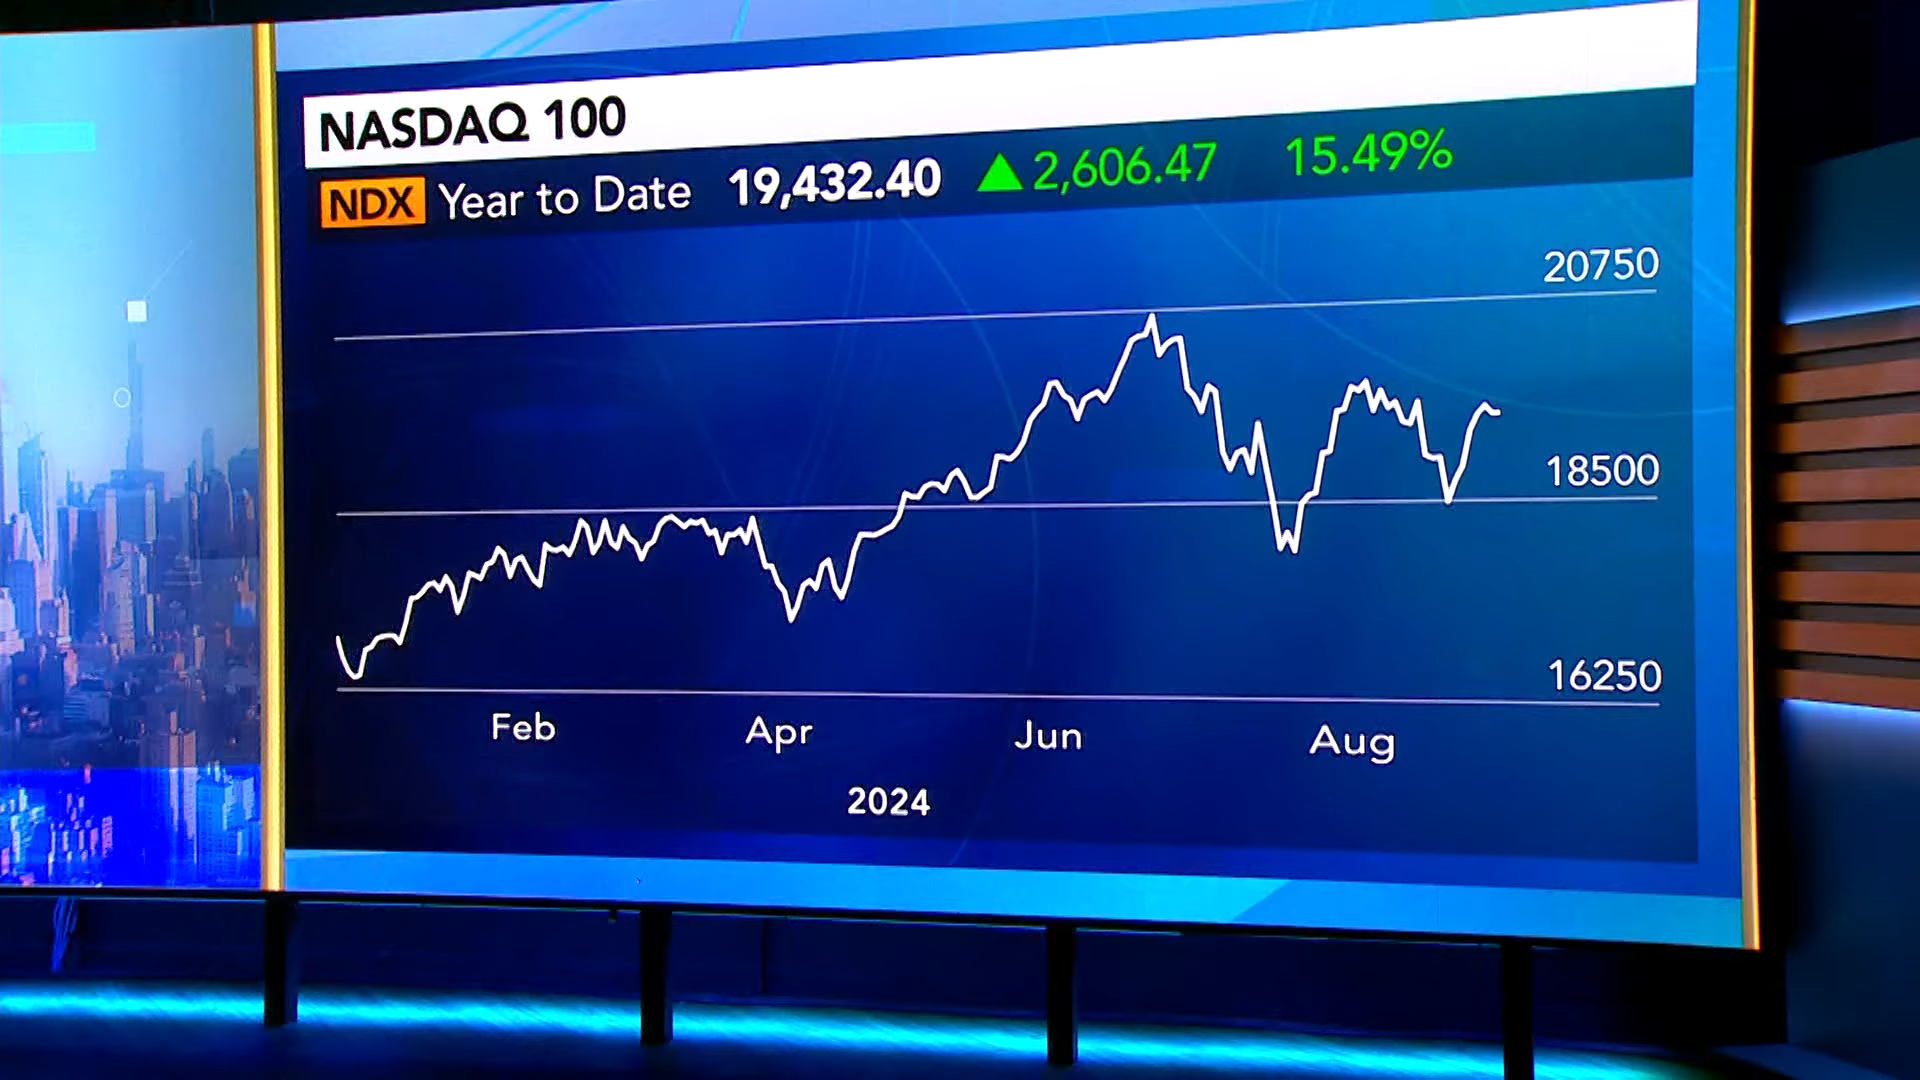 NASDAQ 100
NDX Year to Date 19,432.40 ▲2,606.47 15.49%
20750
18500
16250
Feb Apr Jun Aug
2024